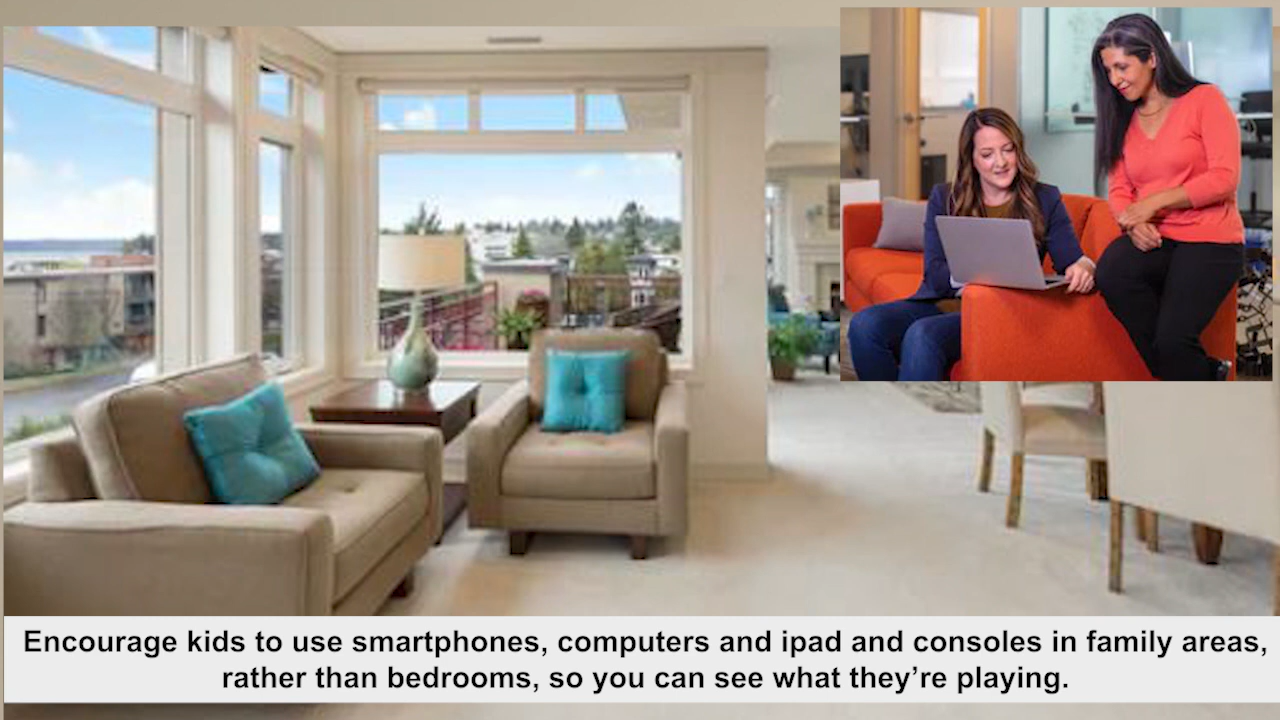 Encourage kids to use smartphones, computers and ipad and consoles in family areas,
rather than bedrooms, so you can see what they’re playing.